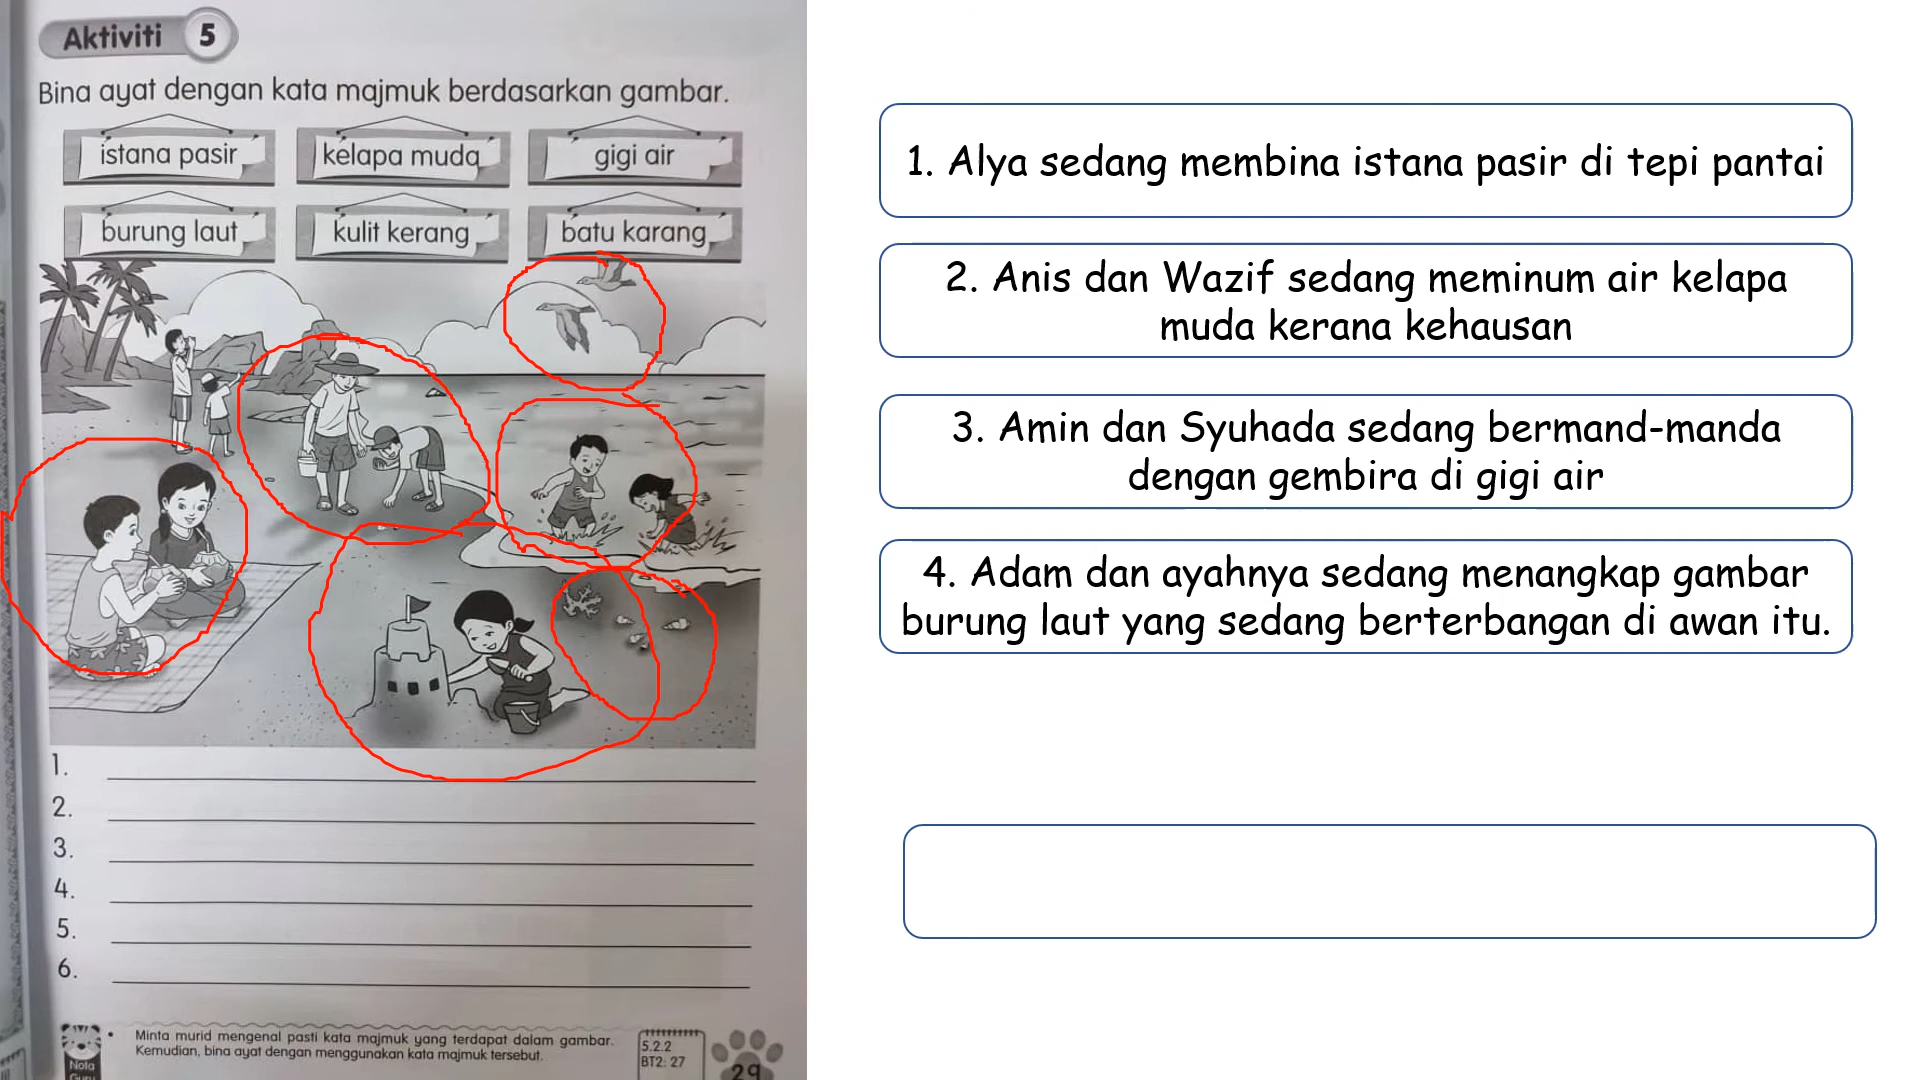 Aktiviti 5
Bina ayat dengan kata majmuk berdasarkan gambar.
istana pasir
kelapa muda
gigi air
burung laut
kulit kerang
batu karang
1.
2.
3.
4.
5.
6.
Minta murid mengenal pasti kata majmuk yang terdapat dalam gambar.
Kemudian, bina ayat dengan menggunakan kata majmuk tersebut.
Nota
Guru
5.2.2
BT2: 27
29
1. Alya sedang membina istana pasir di tepi pantai
2. Anis dan Wazif sedang meminum air kelapa
muda kerana kehausan
3. Amin dan Syuhada sedang bermand-manda
dengan gembira di gigi air
4. Adam dan ayahnya sedang menangkap gambar
burung laut yang sedang berterbangan di awan itu.